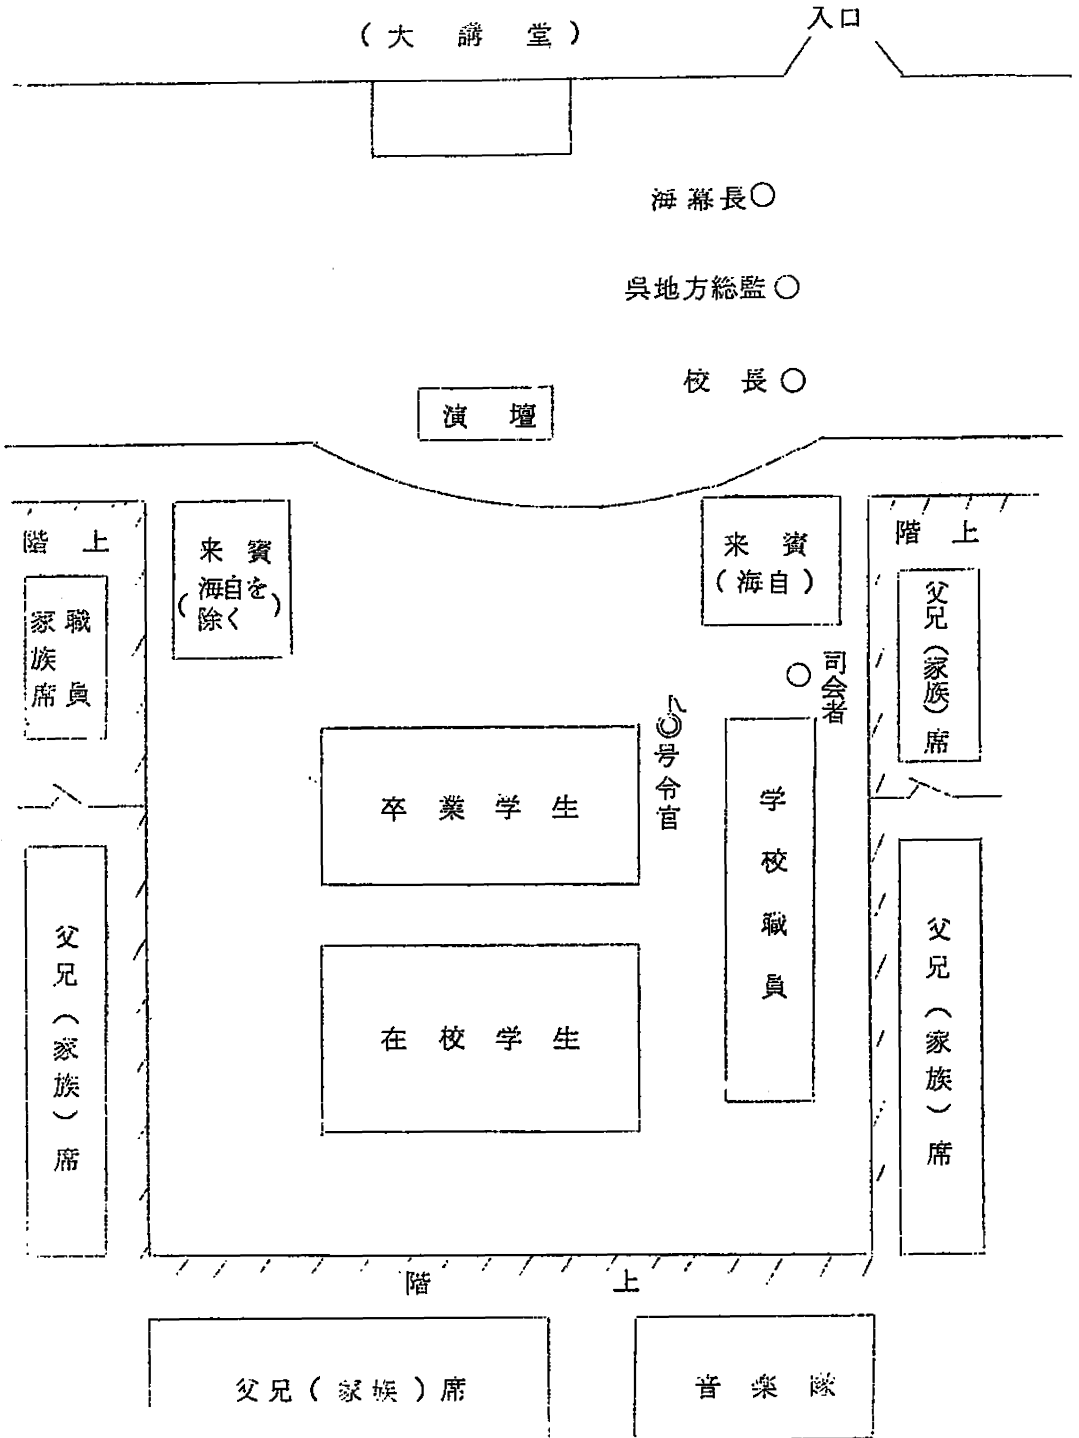 (大講堂)
入口
海幕長
呉地方総監
校長
演壇
階上
来賓
(海自を除く)
来賓
(海自)
階上
職員
家族席
父兄(家族)席
司会者
号令官
卒業学生
学校職員
父兄(家族)席
在校学生
父兄(家族)席
階上
父兄(家族)席
音楽隊